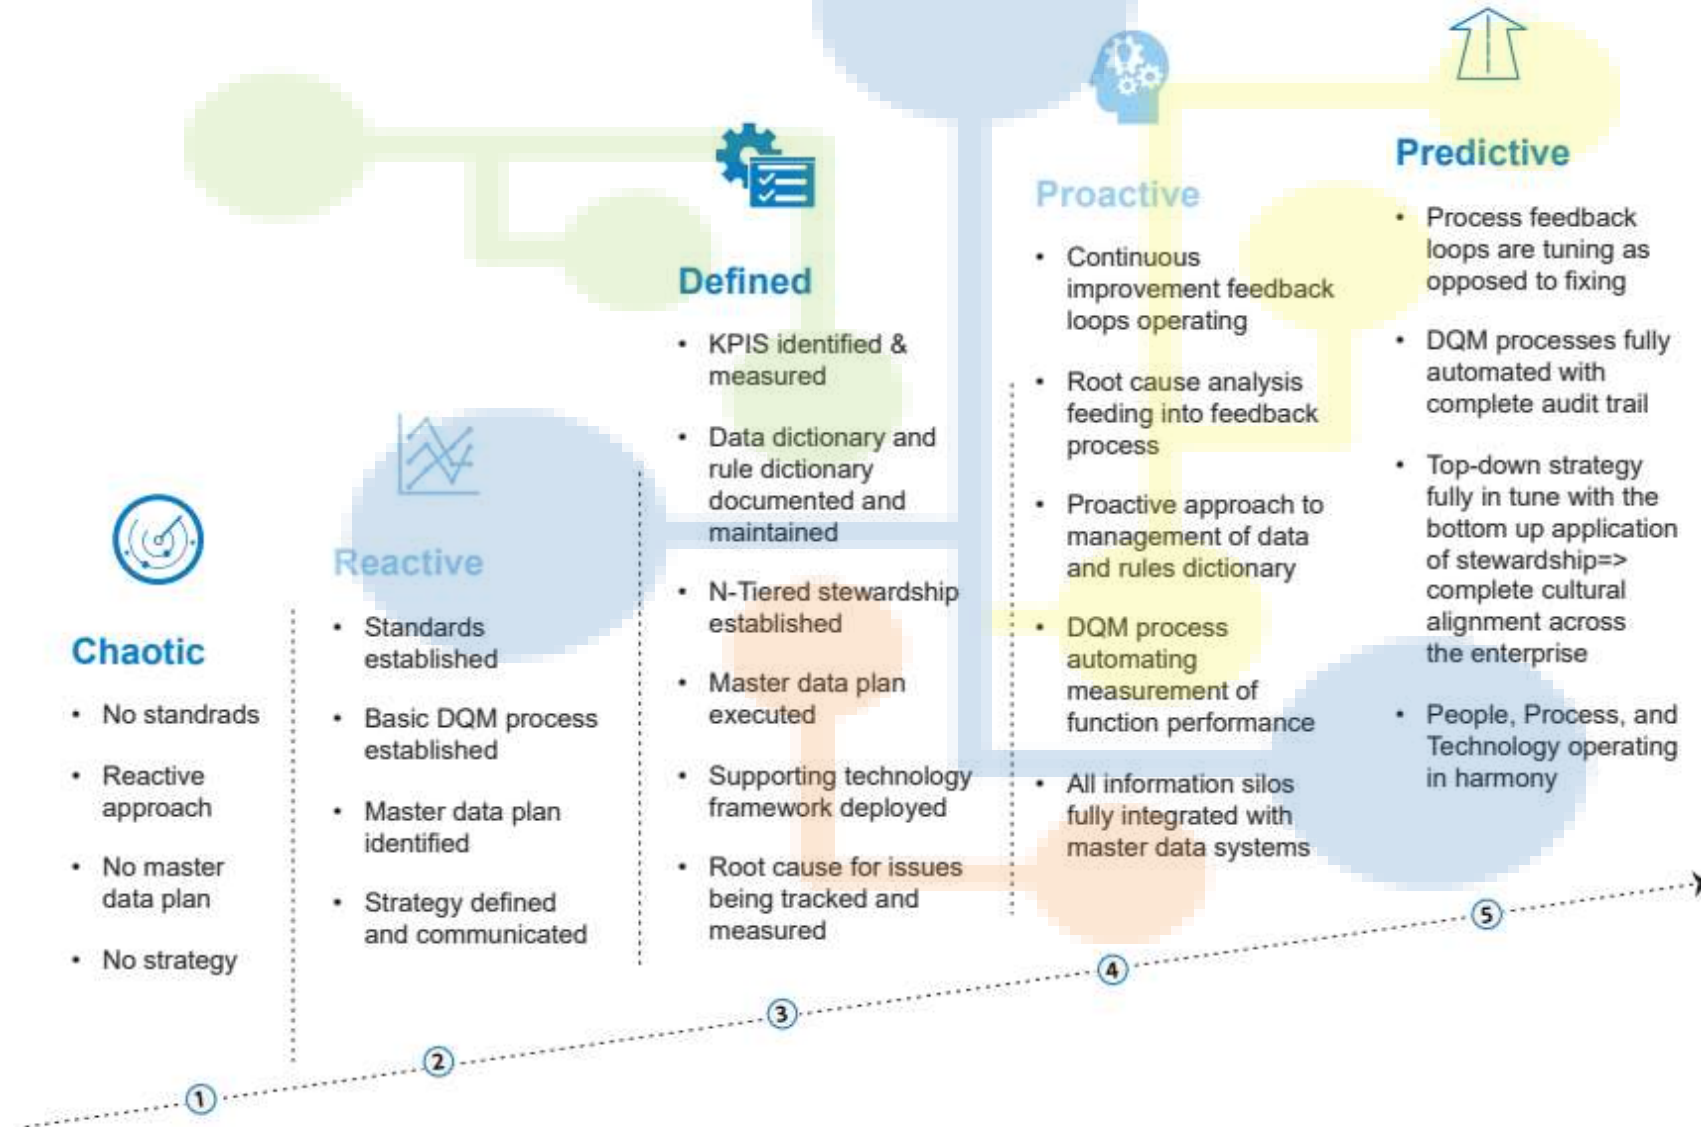 Chaotic
• No standrads
• Reactive
approach
• No master
data plan
• No strategy
1
Reactive
• Standards
established
• Basic DQM process
established
• Master data plan
identified
• Strategy defined
and communicated
2
Defined
• KPIS identified &
measured
• Data dictionary and
rule dictionary
documented and
maintained
• N-Tiered stewardship
established
• Master data plan
executed
• Supporting technology
framework deployed
• Root cause for issues
being tracked and
measured
3
Proactive
• Continuous
improvement feedback
loops operating
• Root cause analysis
feeding into feedback
process
• Proactive approach to
management of data
and rules dictionary
• DQM process
automating
measurement of
function performance
• All information silos
fully integrated with
master data systems
4
Predictive
• Process feedback
loops are tuning as
opposed to fixing
• DQM processes fully
automated with
complete audit trail
• Top-down strategy
fully in tune with the
bottom up application
of stewardship=>
complete cultural
alignment across
the enterprise
• People, Process, and
Technology operating
in harmony
5